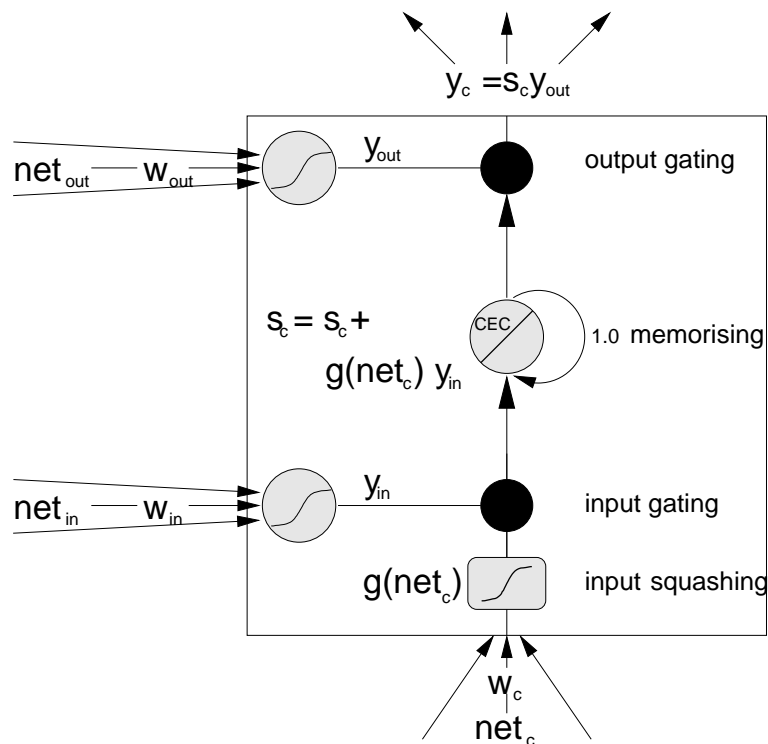 y_c = s_c y_out
net_out w_out y_out output gating
s_c = s_c + CEC 1.0 memorising
g(net_c) y_in
net_in w_in y_in input gating
g(net_c) input squashing
w_c
net_c